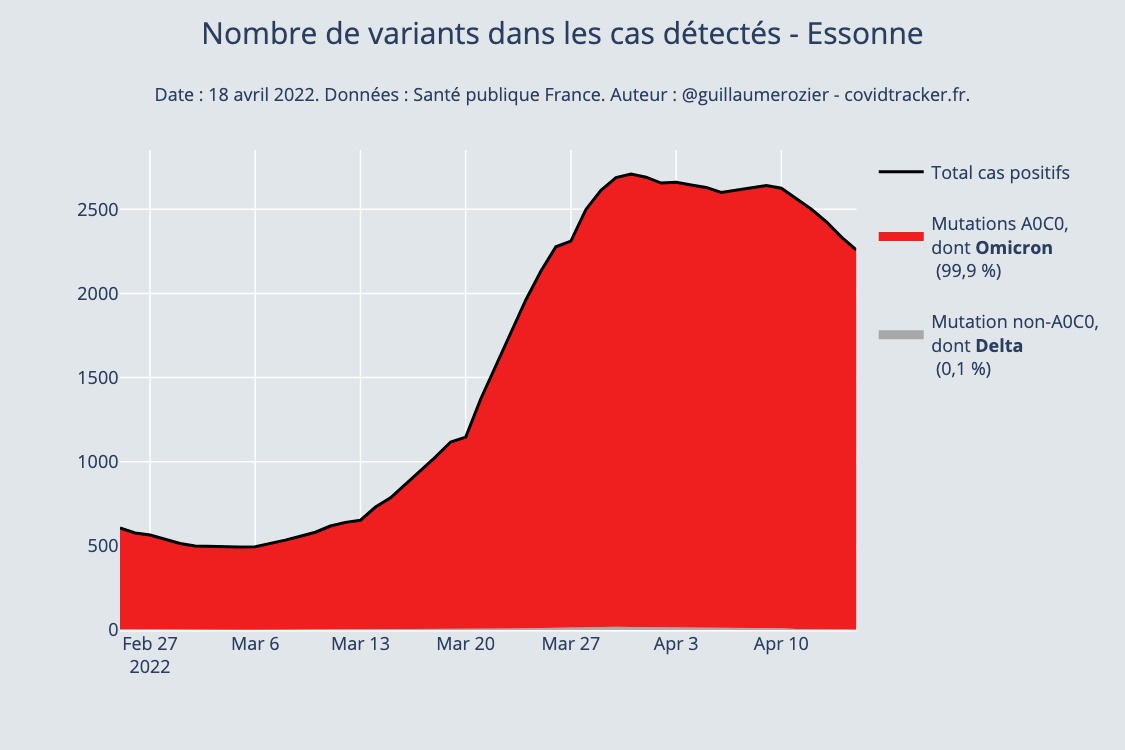 Nombre de variants dans les cas détectés - Essonne
Date : 18 avril 2022. Données : Santé publique France. Auteur : @guillaumerozier - covidtracker.fr.
Total cas positifs
Mutations A0C0,
dont Omicron
(99,9 %)
Mutation non-A0C0,
dont Delta
(0,1 %)
2500
2000
1500
1000
500
0
Feb 27
2022
Mar 6
Mar 13
Mar 20
Mar 27
Apr 3
Apr 10